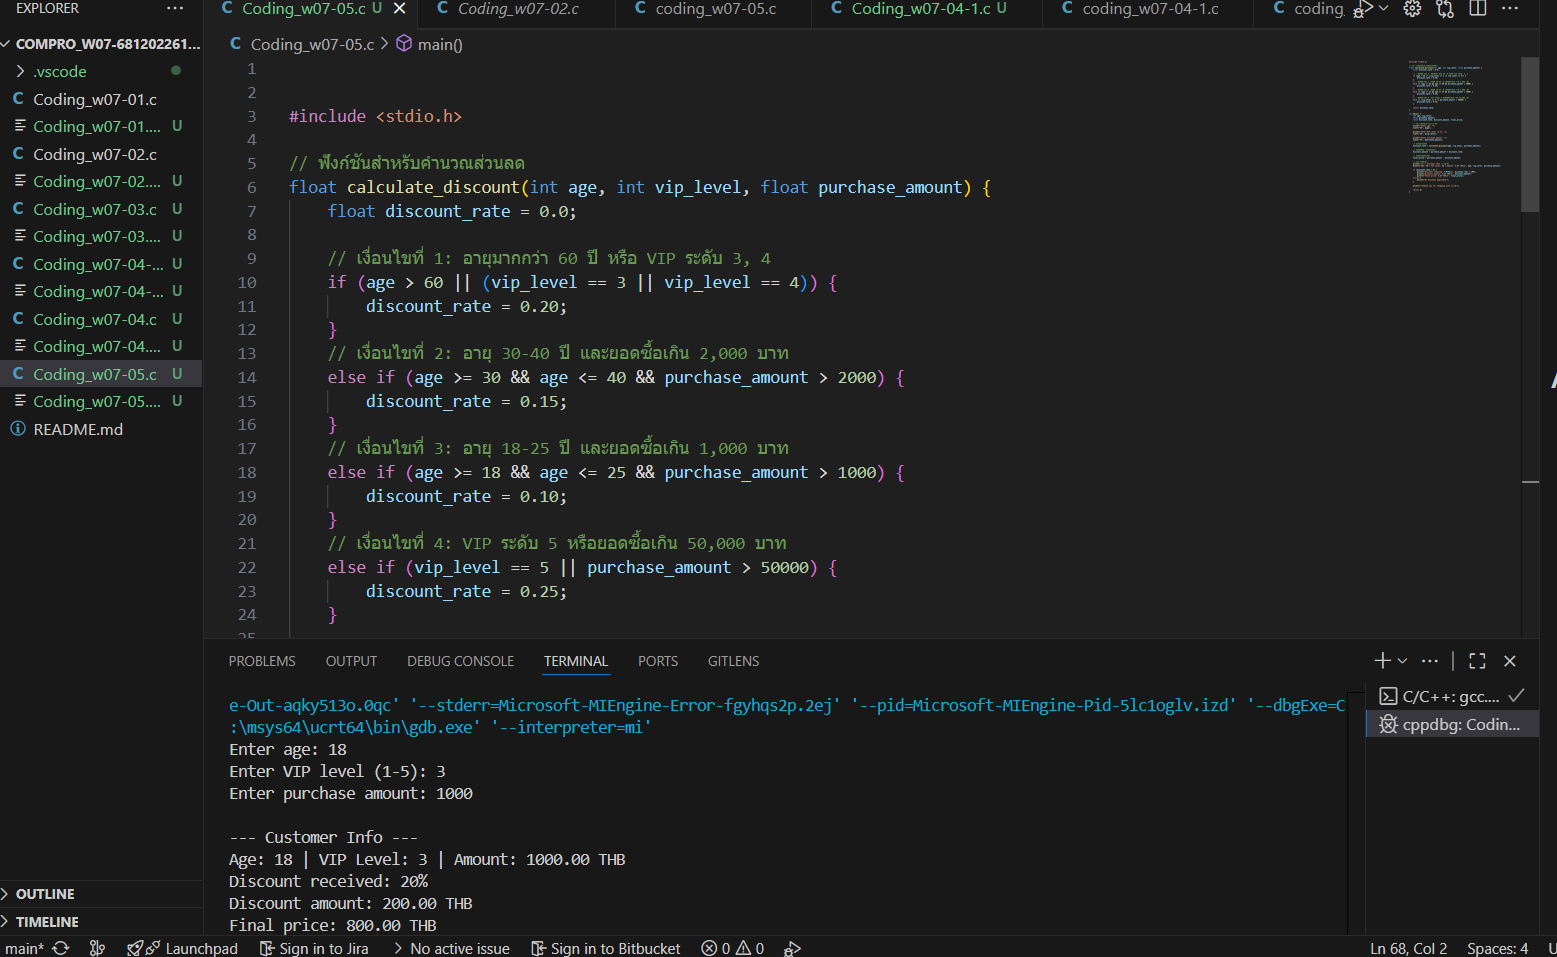 EXPLORER ...
Coding_w07-05.c U
Coding_w07-02.c
coding_w07-05.c
Coding_w07-04-1.c U
coding_w07-04-1.c
coding
COMPRO_W07-681202261...
.vscode
Coding_w07-01.c
Coding_w07-01.... U
Coding_w07-02.c
Coding_w07-02.... U
Coding_w07-03.c U
Coding_w07-03.... U
Coding_w07-04-... U
Coding_w07-04-... U
Coding_w07-04.c U
Coding_w07-04.... U
Coding_w07-05.c U
Coding_w07-05.... U
README.md
OUTLINE
TIMELINE
Coding_w07-05.c > main()
1
2
3 #include <stdio.h>
4
5 // ฟังก์ชันสำหรับคำนวณส่วนลด
6 float calculate_discount(int age, int vip_level, float purchase_amount) {
7 float discount_rate = 0.0;
8
9 // เงื่อนไขที่ 1: อายุมากกว่า 60 ปี หรือ VIP ระดับ 3, 4
10 if (age > 60 || (vip_level == 3 || vip_level == 4)) {
11 discount_rate = 0.20;
12 }
13 // เงื่อนไขที่ 2: อายุ 30-40 ปี และยอดซื้อเกิน 2,000 บาท
14 else if (age >= 30 && age <= 40 && purchase_amount > 2000) {
15 discount_rate = 0.15;
16 }
17 // เงื่อนไขที่ 3: อายุ 18-25 ปี และยอดซื้อเกิน 1,000 บาท
18 else if (age >= 18 && age <= 25 && purchase_amount > 1000) {
19 discount_rate = 0.10;
20 }
21 // เงื่อนไขที่ 4: VIP ระดับ 5 หรือยอดซื้อเกิน 50,000 บาท
22 else if (vip_level == 5 || purchase_amount > 50000) {
23 discount_rate = 0.25;
24 }
25
PROBLEMS OUTPUT DEBUG CONSOLE TERMINAL PORTS GITLENS
e-Out-aqky513o.0qc' '--stderr=Microsoft-MIEngine-Error-fgyhqs2p.2ej' '--pid=Microsoft-MIEngine-Pid-5lc1oglv.izd' '--dbgExe=C
:\msys64\ucrt64\bin\gdb.exe' '--interpreter=mi'
Enter age: 18
Enter VIP level (1-5): 3
Enter purchase amount: 1000
--- Customer Info ---
Age: 18 | VIP Level: 3 | Amount: 1000.00 THB
Discount received: 20%
Discount amount: 200.00 THB
Final price: 800.00 THB
C/C++: gcc....
cppdbg: Codin...
main* Launchpad Sign in to Jira > No active issue Sign in to Bitbucket 0 0 Ln 68, Col 2 Spaces: 4 U